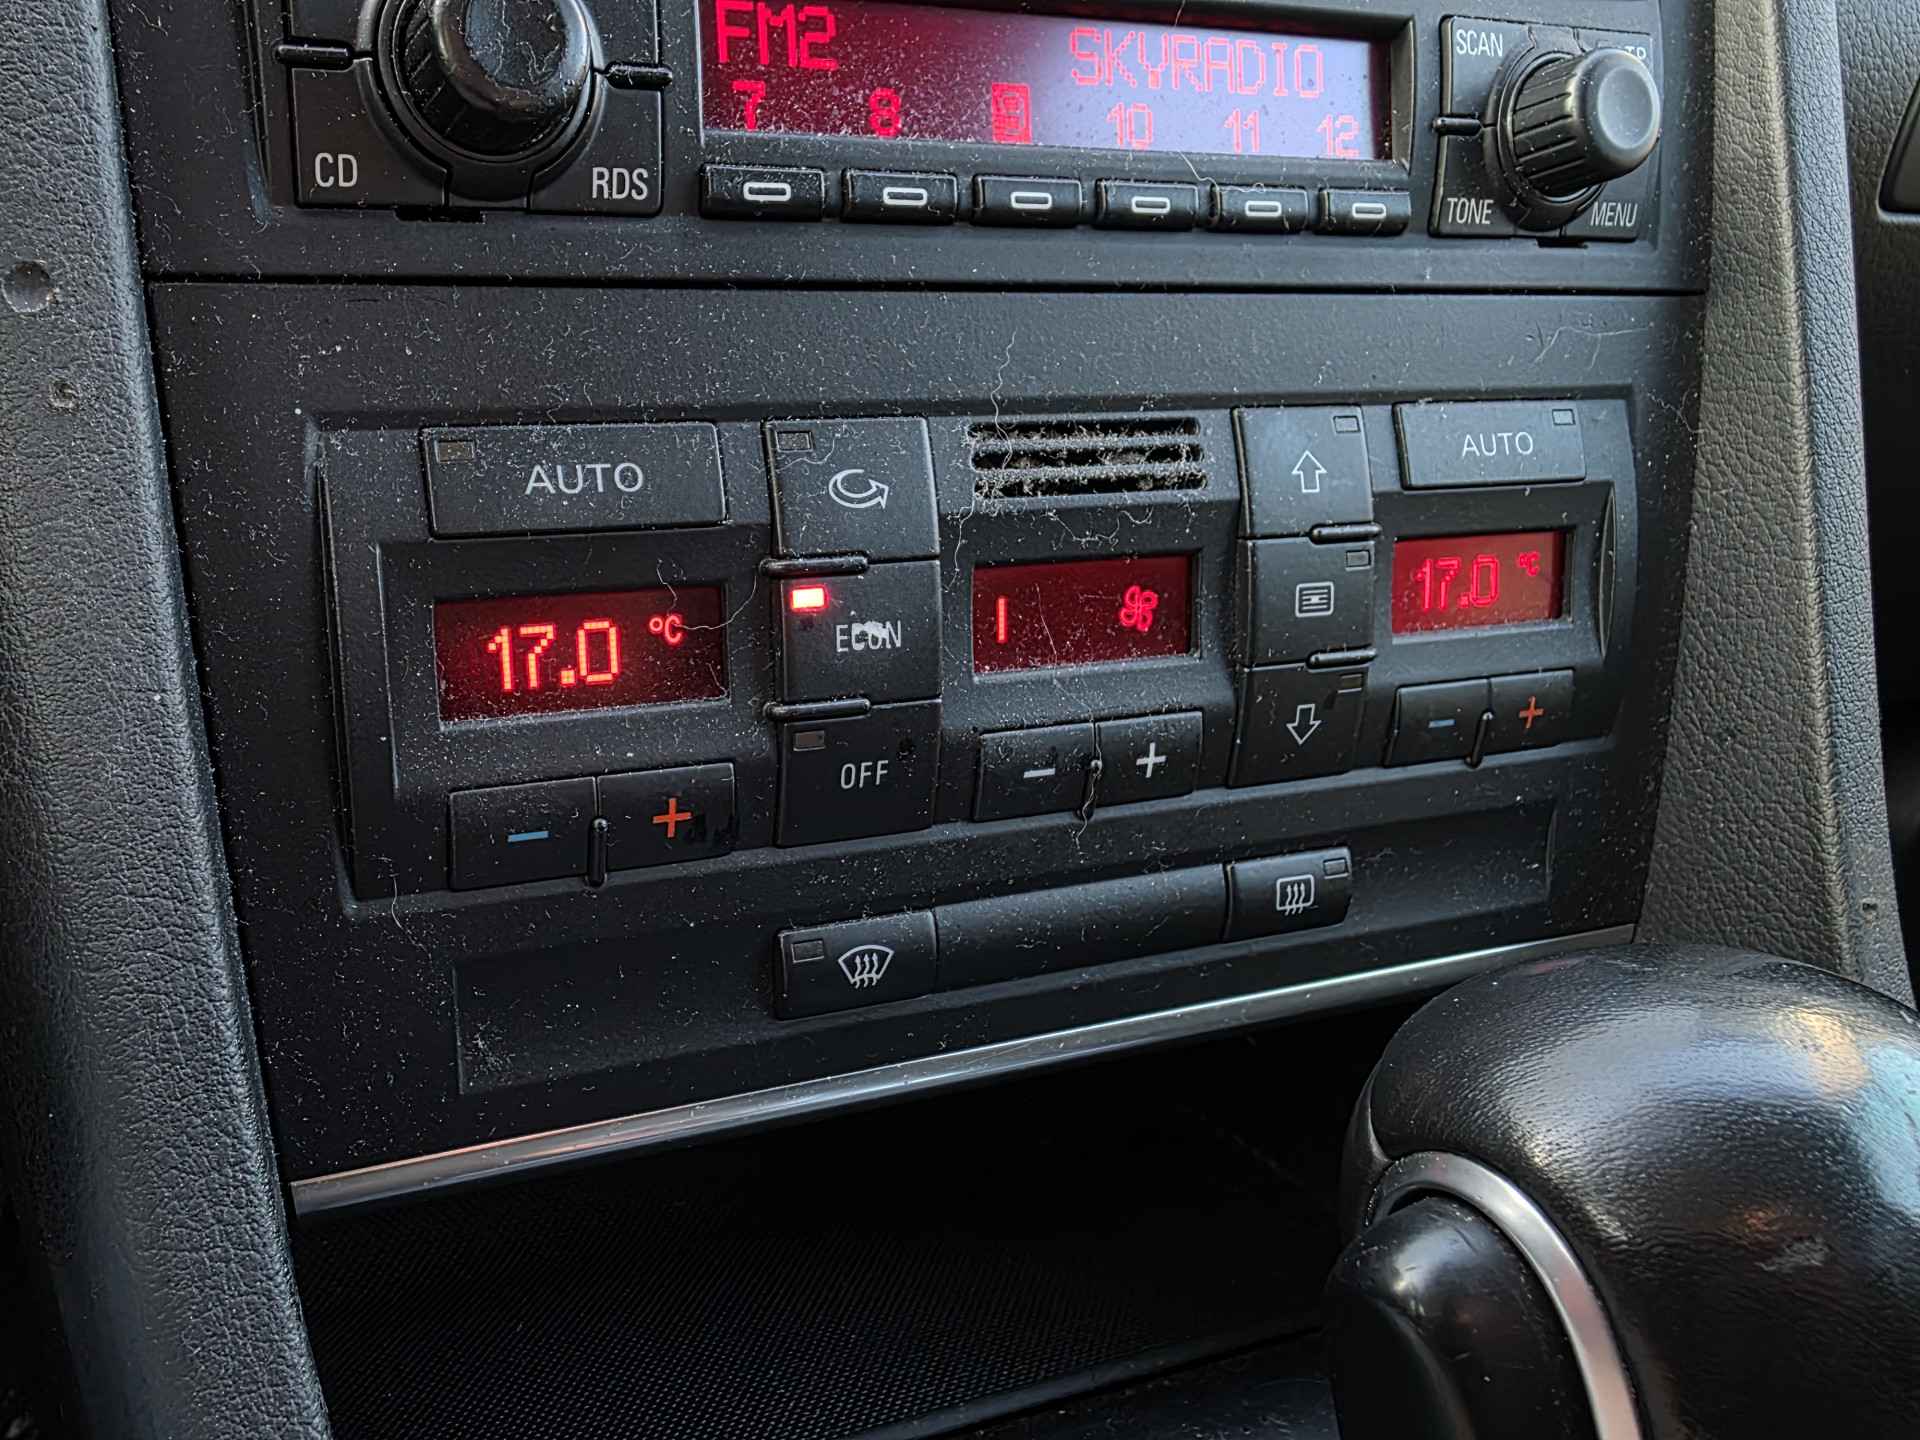 FM2 SKYRADIO
7 8 9 10 11 12
SCAN
CD RDS
TONE MENU
AUTO
AUTO
17.0 °C
ECON
17.0 °C
- +
OFF
- +
- +